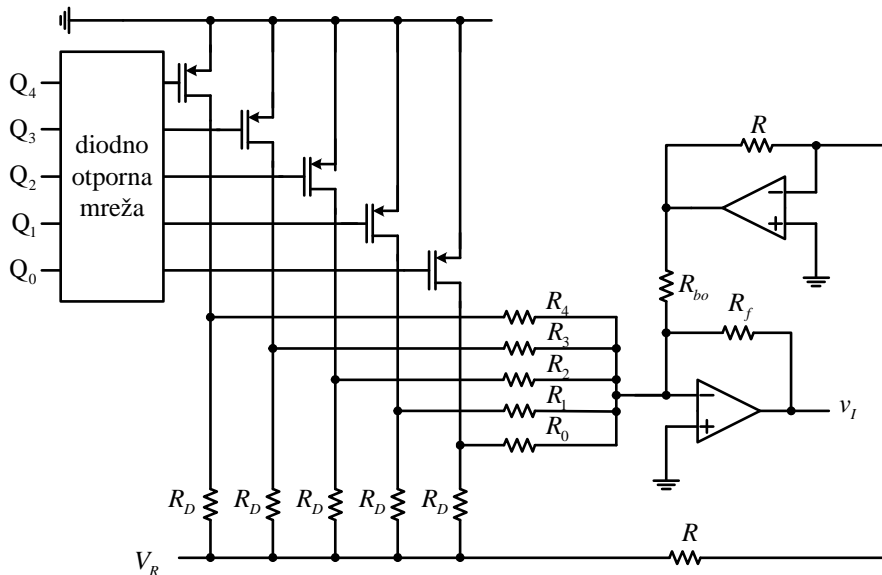 Q4
Q3
Q2
Q1
Q0
diodno
otporna
mreža
R
Rbo
Rf
R4
R3
R2
R1
R0
vI
RD RD RD RD RD
R
VR